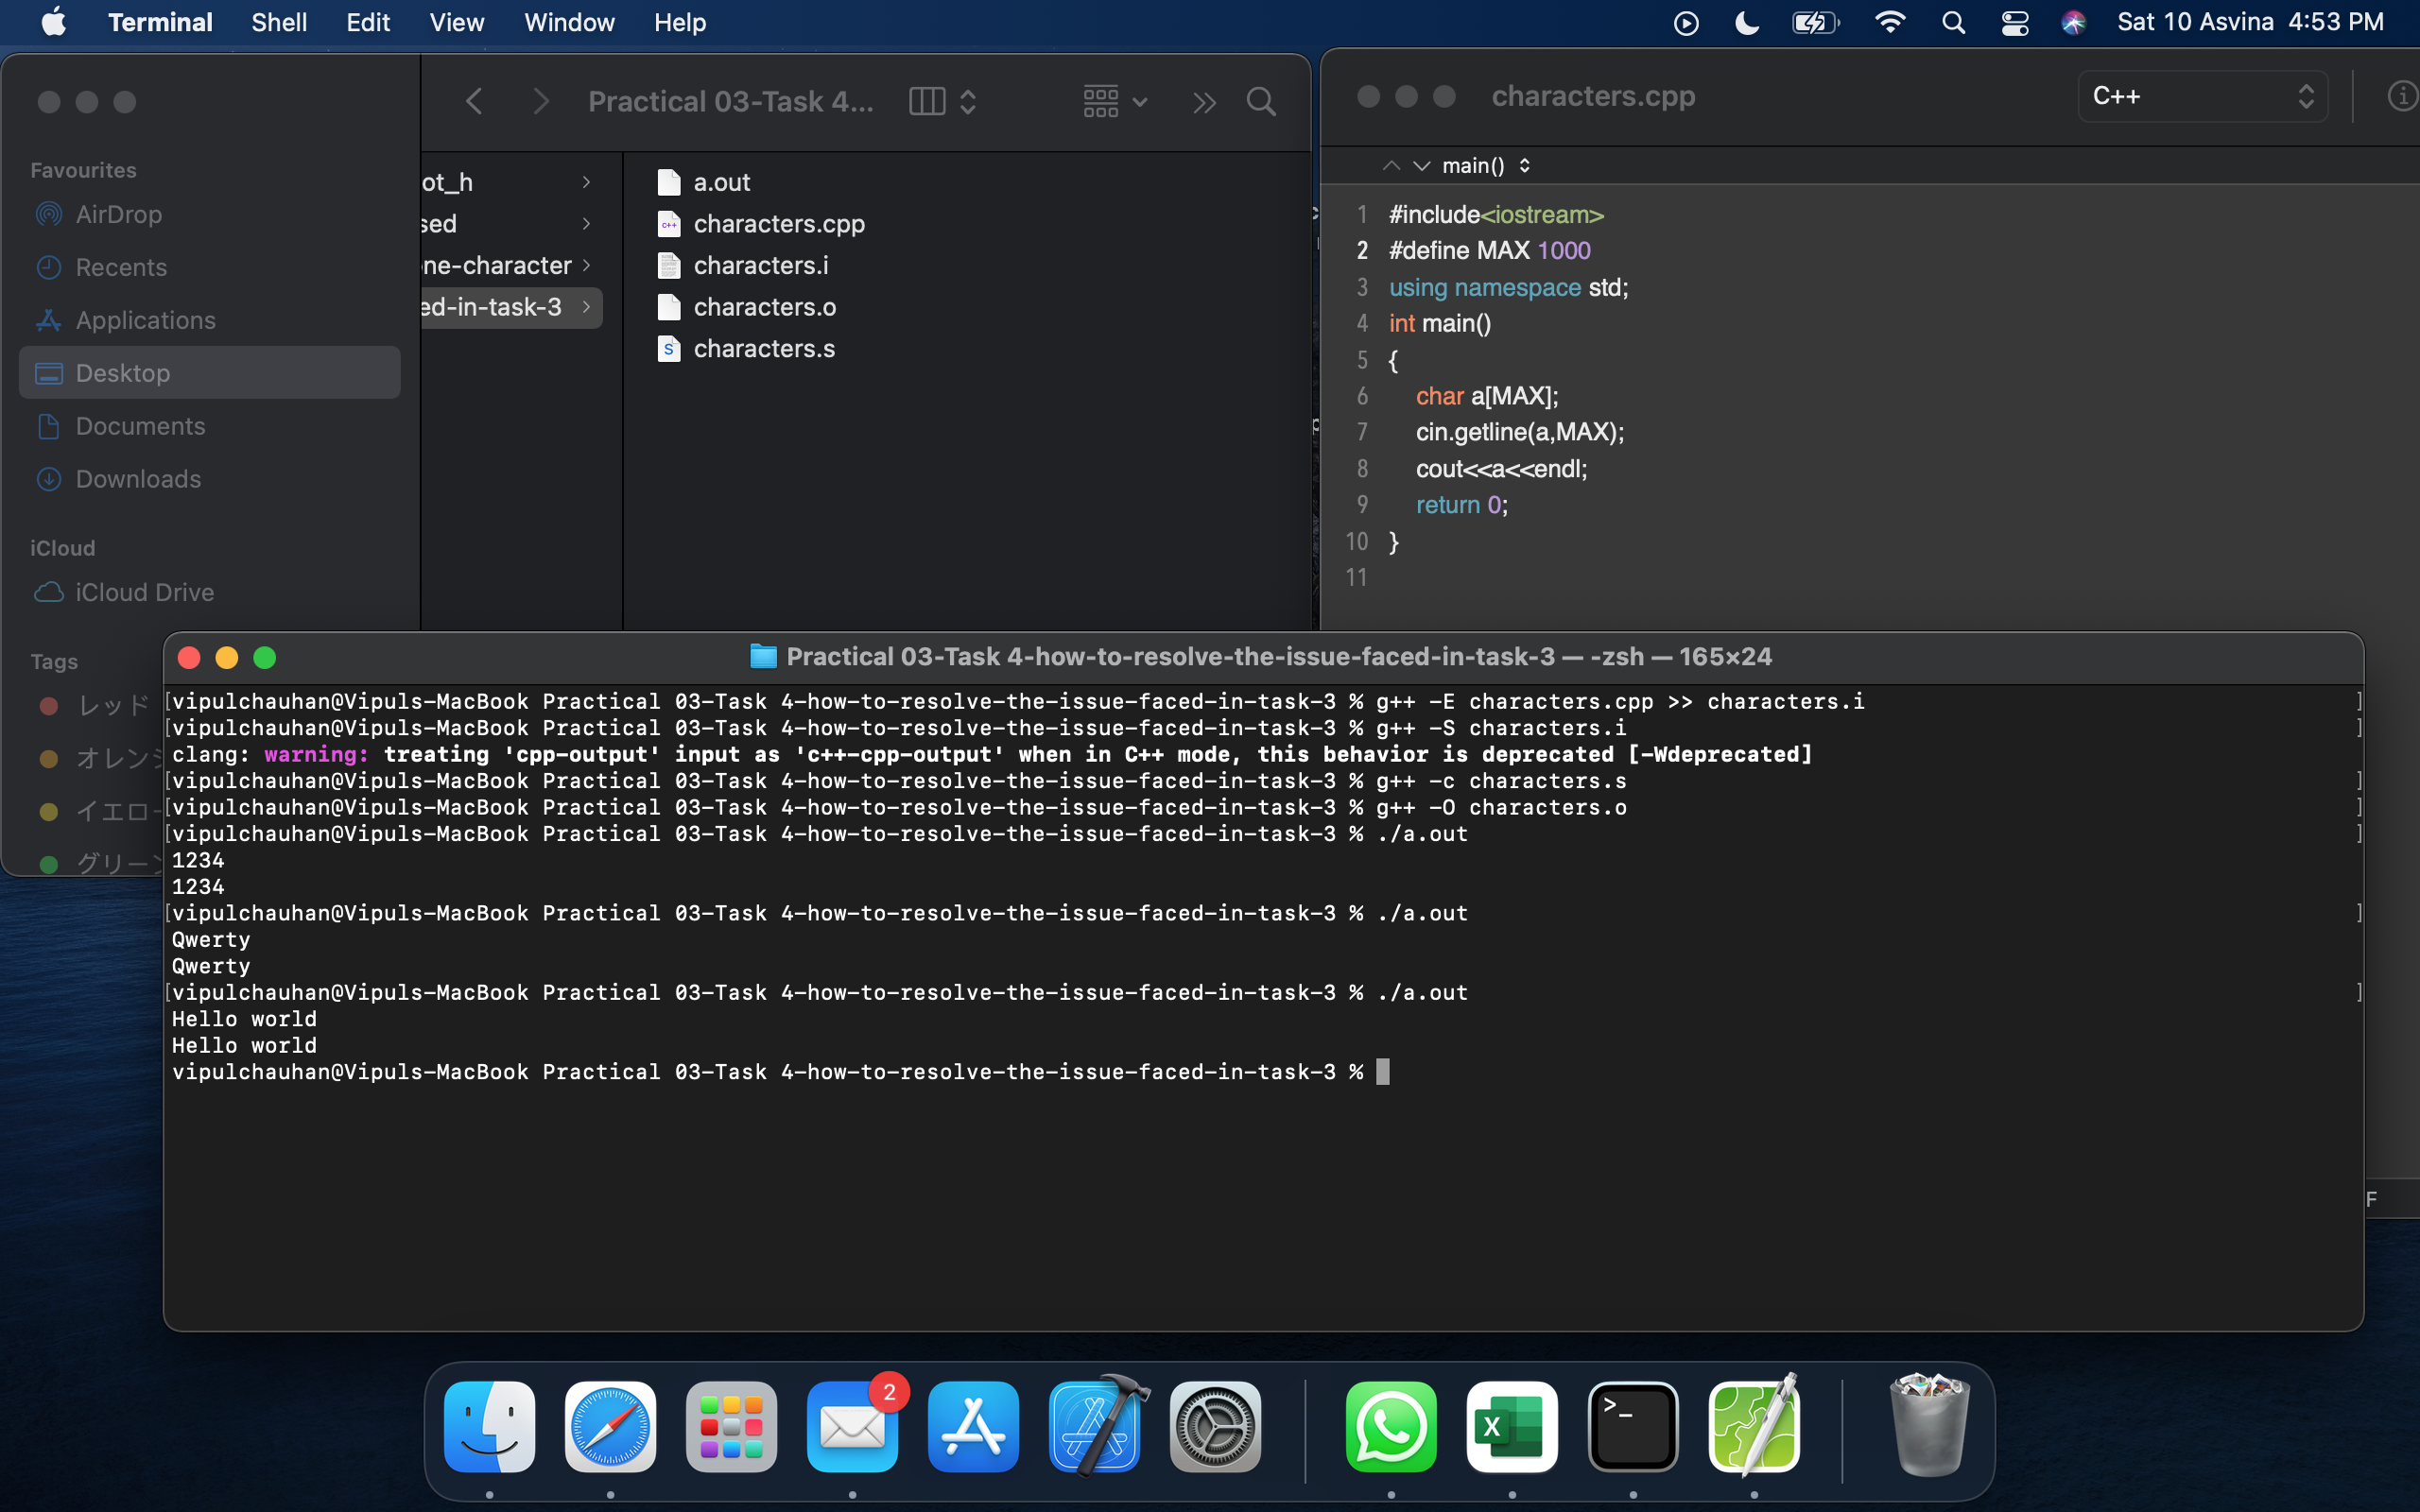 Terminal Shell Edit View Window Help Sat 10 Asvina 4:53 PM
Practical 03-Task 4...
Favourites
AirDrop
Recents
Applications
Desktop
Documents
Downloads
iCloud
iCloud Drive
Tags
レッド
オレンジ
イエロー
グリーン
ot_h
sed
ne-character
ed-in-task-3
a.out
characters.cpp
characters.i
characters.o
characters.s
characters.cpp C++
main()
1 #include<iostream>
2 #define MAX 1000
3 using namespace std;
4 int main()
5 {
6 char a[MAX];
7 cin.getline(a,MAX);
8 cout<<a<<endl;
9 return 0;
10 }
11
F
Practical 03-Task 4-how-to-resolve-the-issue-faced-in-task-3 — -zsh — 165×24
[vipulchauhan@Vipuls-MacBook Practical 03-Task 4-how-to-resolve-the-issue-faced-in-task-3 % g++ -E characters.cpp >> characters.i ]
[vipulchauhan@Vipuls-MacBook Practical 03-Task 4-how-to-resolve-the-issue-faced-in-task-3 % g++ -S characters.i ]
clang: warning: treating 'cpp-output' input as 'c++-cpp-output' when in C++ mode, this behavior is deprecated [-Wdeprecated]
[vipulchauhan@Vipuls-MacBook Practical 03-Task 4-how-to-resolve-the-issue-faced-in-task-3 % g++ -c characters.s ]
[vipulchauhan@Vipuls-MacBook Practical 03-Task 4-how-to-resolve-the-issue-faced-in-task-3 % g++ -O characters.o ]
[vipulchauhan@Vipuls-MacBook Practical 03-Task 4-how-to-resolve-the-issue-faced-in-task-3 % ./a.out ]
1234
1234
[vipulchauhan@Vipuls-MacBook Practical 03-Task 4-how-to-resolve-the-issue-faced-in-task-3 % ./a.out ]
Qwerty
Qwerty
[vipulchauhan@Vipuls-MacBook Practical 03-Task 4-how-to-resolve-the-issue-faced-in-task-3 % ./a.out ]
Hello world
Hello world
vipulchauhan@Vipuls-MacBook Practical 03-Task 4-how-to-resolve-the-issue-faced-in-task-3 %
2